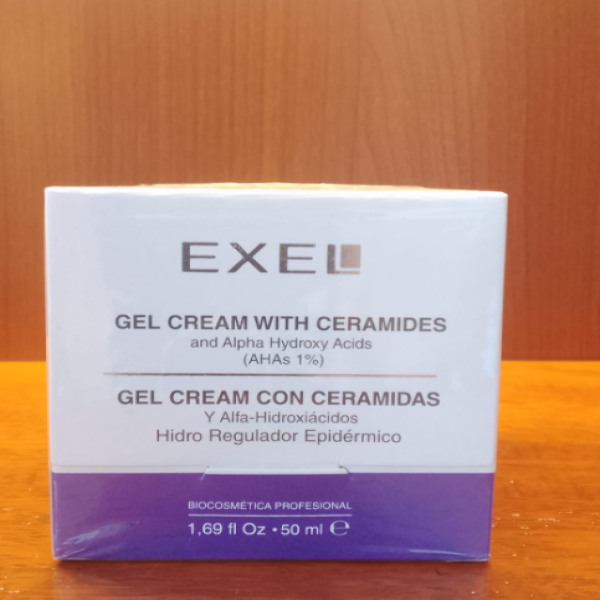 EXEL
GEL CREAM WITH CERAMIDES
and Alpha Hydroxy Acids
(AHAs 1%)
GEL CREAM CON CERAMIDAS
Y Alfa-Hidroxiácidos
Hidro Regulador Epidérmico
BIOCOSMÉTICA PROFESIONAL
1,69 fl Oz • 50 ml ℮